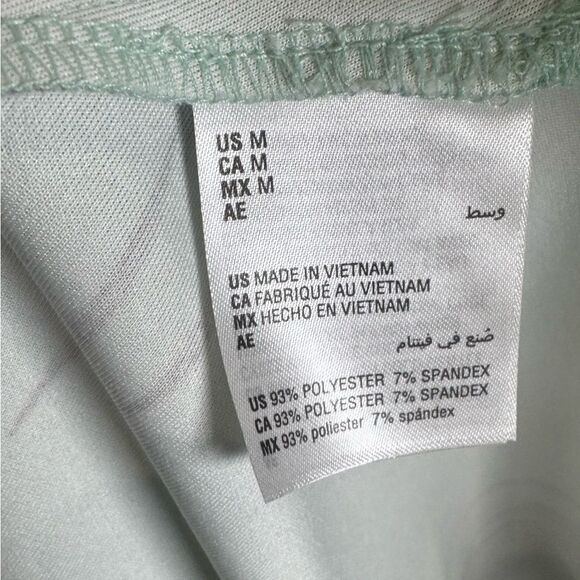 US M
CA M
MX M
AE وسط
US MADE IN VIETNAM
CA FABRIQUÉ AU VIETNAM
MX HECHO EN VIETNAM
AE صُنع في فيتنام
US 93% POLYESTER 7% SPANDEX
CA 93% POLYESTER 7% SPANDEX
MX 93% poliester 7% spándex